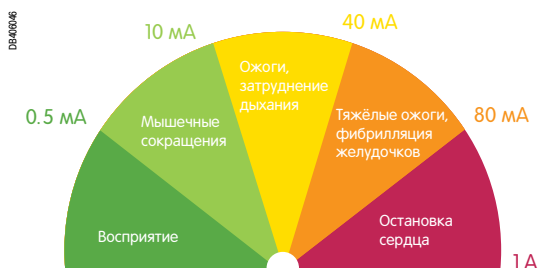 DB406046
0.5 мА
10 мА
40 мА
80 мА
1 А
Восприятие
Мышечные
сокращения
Ожоги,
затруднение
дыхания
Тяжёлые ожоги,
фибрилляция
желудочков
Остановка
сердца